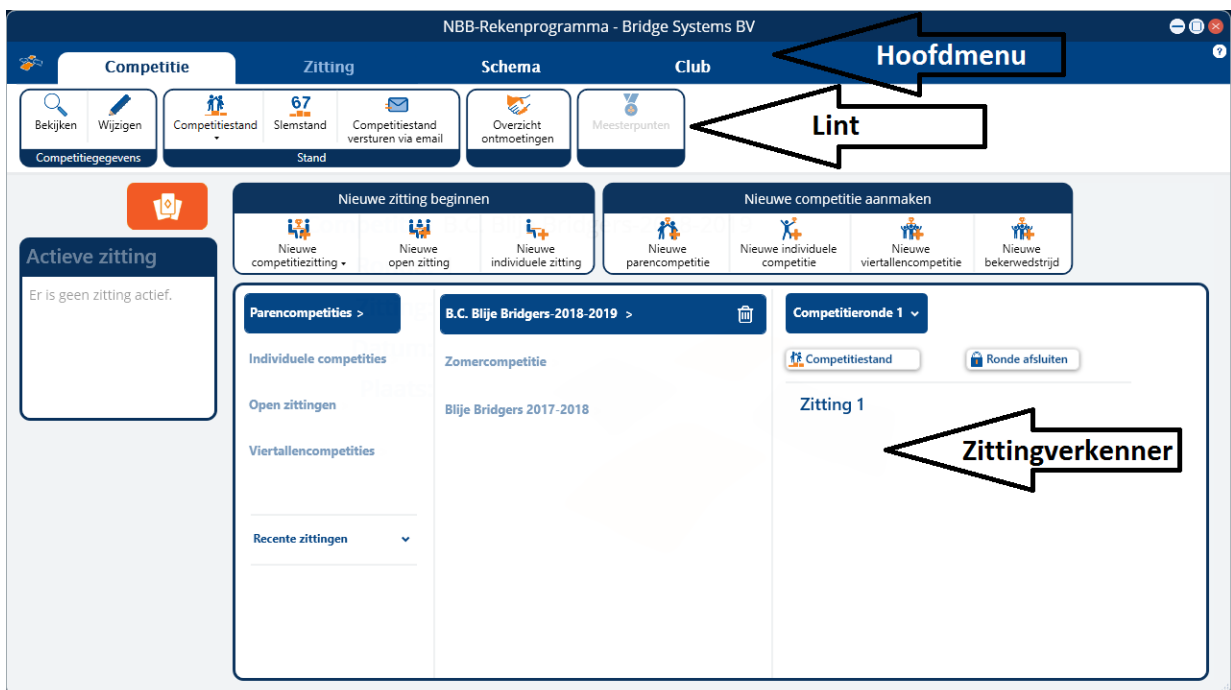 NBB-Rekenprogramma - Bridge Systems BV
Competitie Zitting Schema Club
Hoofdmenu
?
Bekijken Wijzigen
Competitiegegevens
Competitiestand
67
Slemstand
Competitiestand
versturen via email
Stand
Overzicht
ontmoetingen
Meesterpunten
Lint
Actieve zitting
Er is geen zitting actief.
Nieuwe zitting beginnen
Nieuwe
competitiezitting
Nieuwe
open zitting
Nieuwe
individuele zitting
Nieuwe competitie aanmaken
Nieuwe
parencompetitie
Nieuwe individuele
competitie
Nieuwe
viertallencompetitie
Nieuwe
bekerwedstrijd
Parencompetities >
Individuele competities
Open zittingen
Viertallencompetities
Recente zittingen
B.C. Blije Bridgers-2018-2019 >
Zomercompetitie
Blije Bridgers 2017-2018
Competitieronde 1
Competitiestand
Ronde afsluiten
Zitting 1
Zittingverkenner